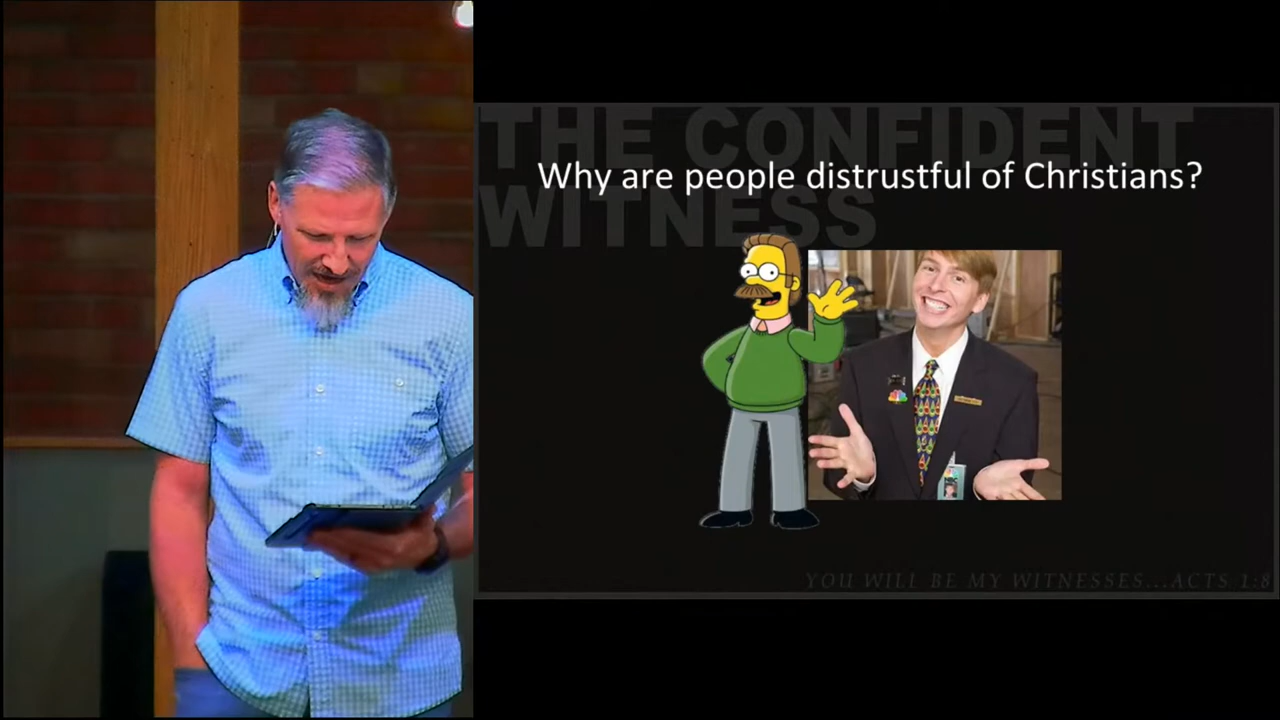 THE CONFIDENT
Why are people distrustful of Christians?
WITNESS
YOU WILL BE MY WITNESSES...ACTS 1:8